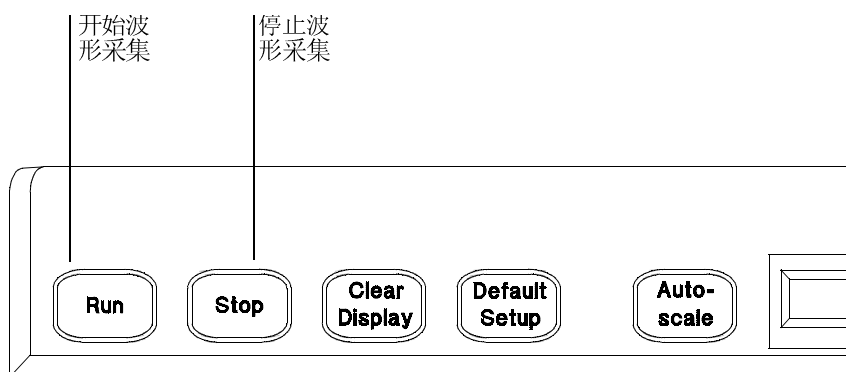 开始波
形采集
停止波
形采集
Run
Stop
Clear
Display
Default
Setup
Auto-
scale